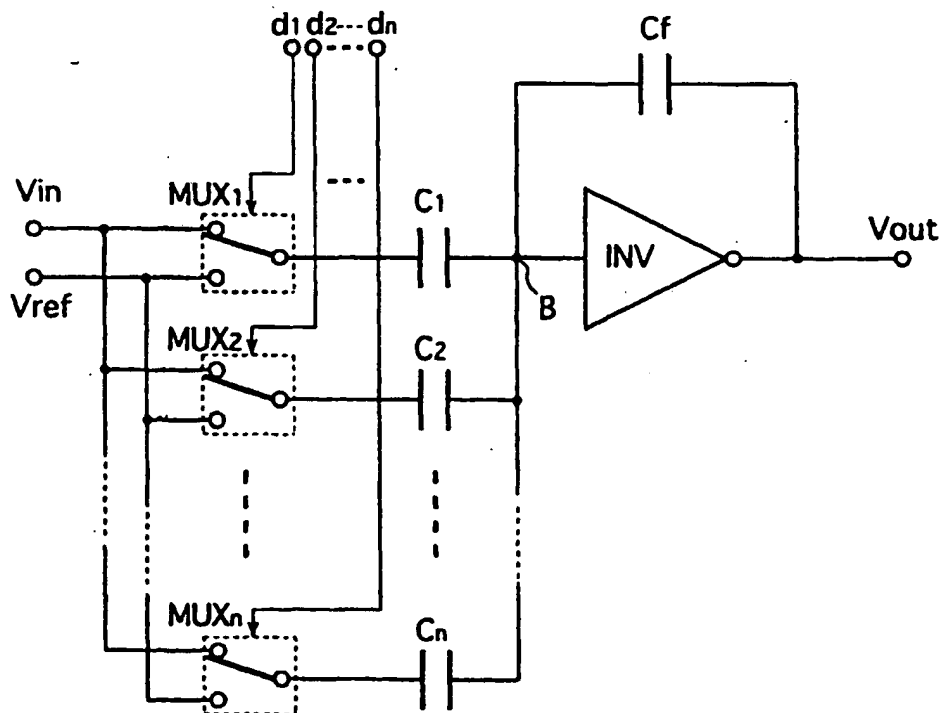 d1 d2---- dn
Cf
Vin
MUX1
C1
Vout
INV
Vref
B
MUX2
C2
MUXn
Cn